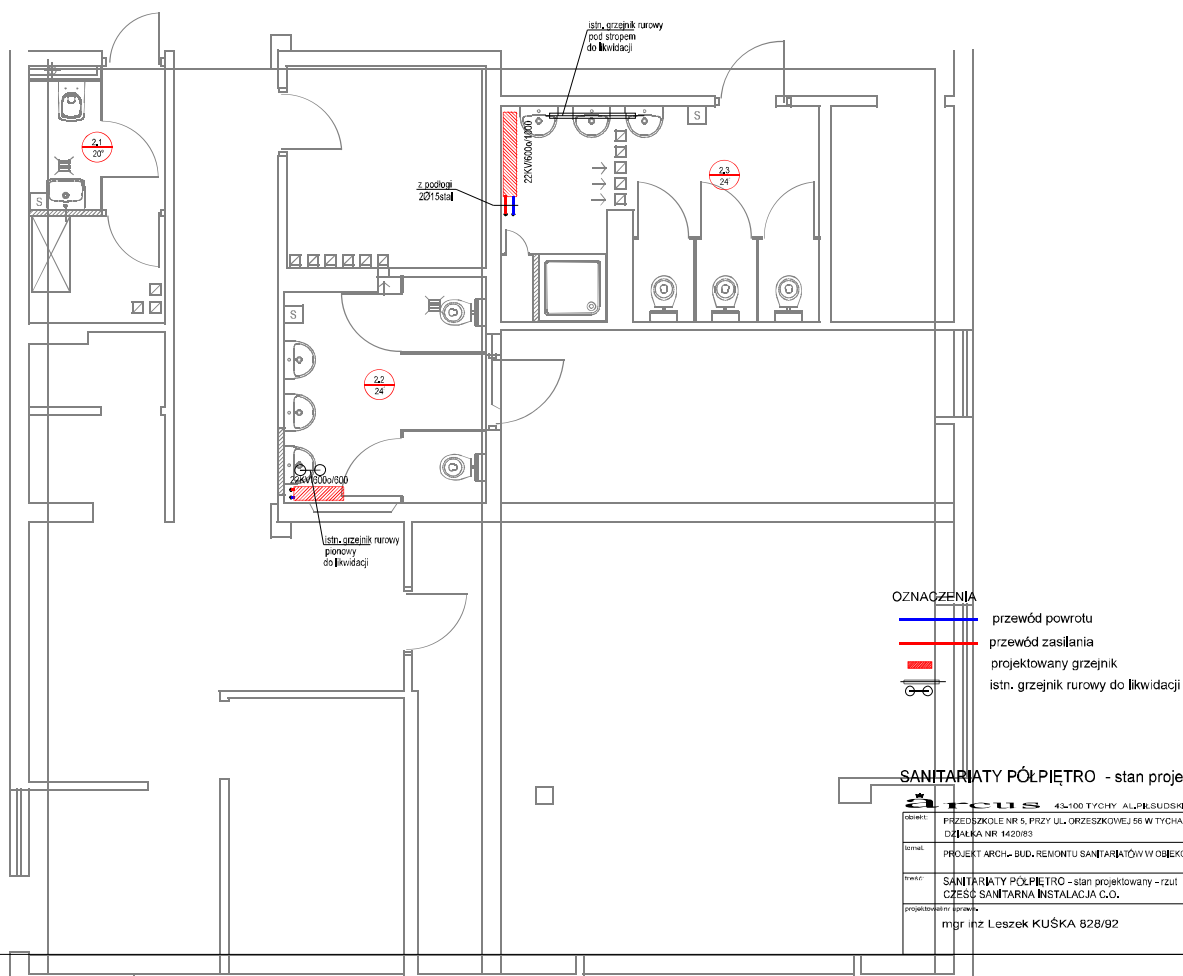 istn. grzejnik rurowy
pod stropem
do likwidacji
2.1
20°
S
22KV/600o/1000
S
2.3
24
z podłogi
2Ø15stal
S
2.2
24
22KV/600o/600
istn. grzejnik rurowy
pionowy
do likwidacji
OZNACZENIA
przewód powrotu
przewód zasilania
projektowany grzejnik
istn. grzejnik rurowy do likwidacji
SANITARIATY PÓŁPIĘTRO - stan proje
arcus 43-100 TYCHY AL.PIŁSUDSKI
obiekt: PRZEDSZKOLE NR 5, PRZY UL. ORZESZKOWEJ 56 W TYCHA
DZIAŁKA NR 1420/83
temat: PROJEKT ARCH.- BUD. REMONTU SANITARIATÓW W OBIEK
treść: SANITARIATY PÓŁPIĘTRO - stan projektowany - rzut
CZEŚC SANITARNA INSTALACJA C.O.
mgr inż Leszek KUŚKA 828/92